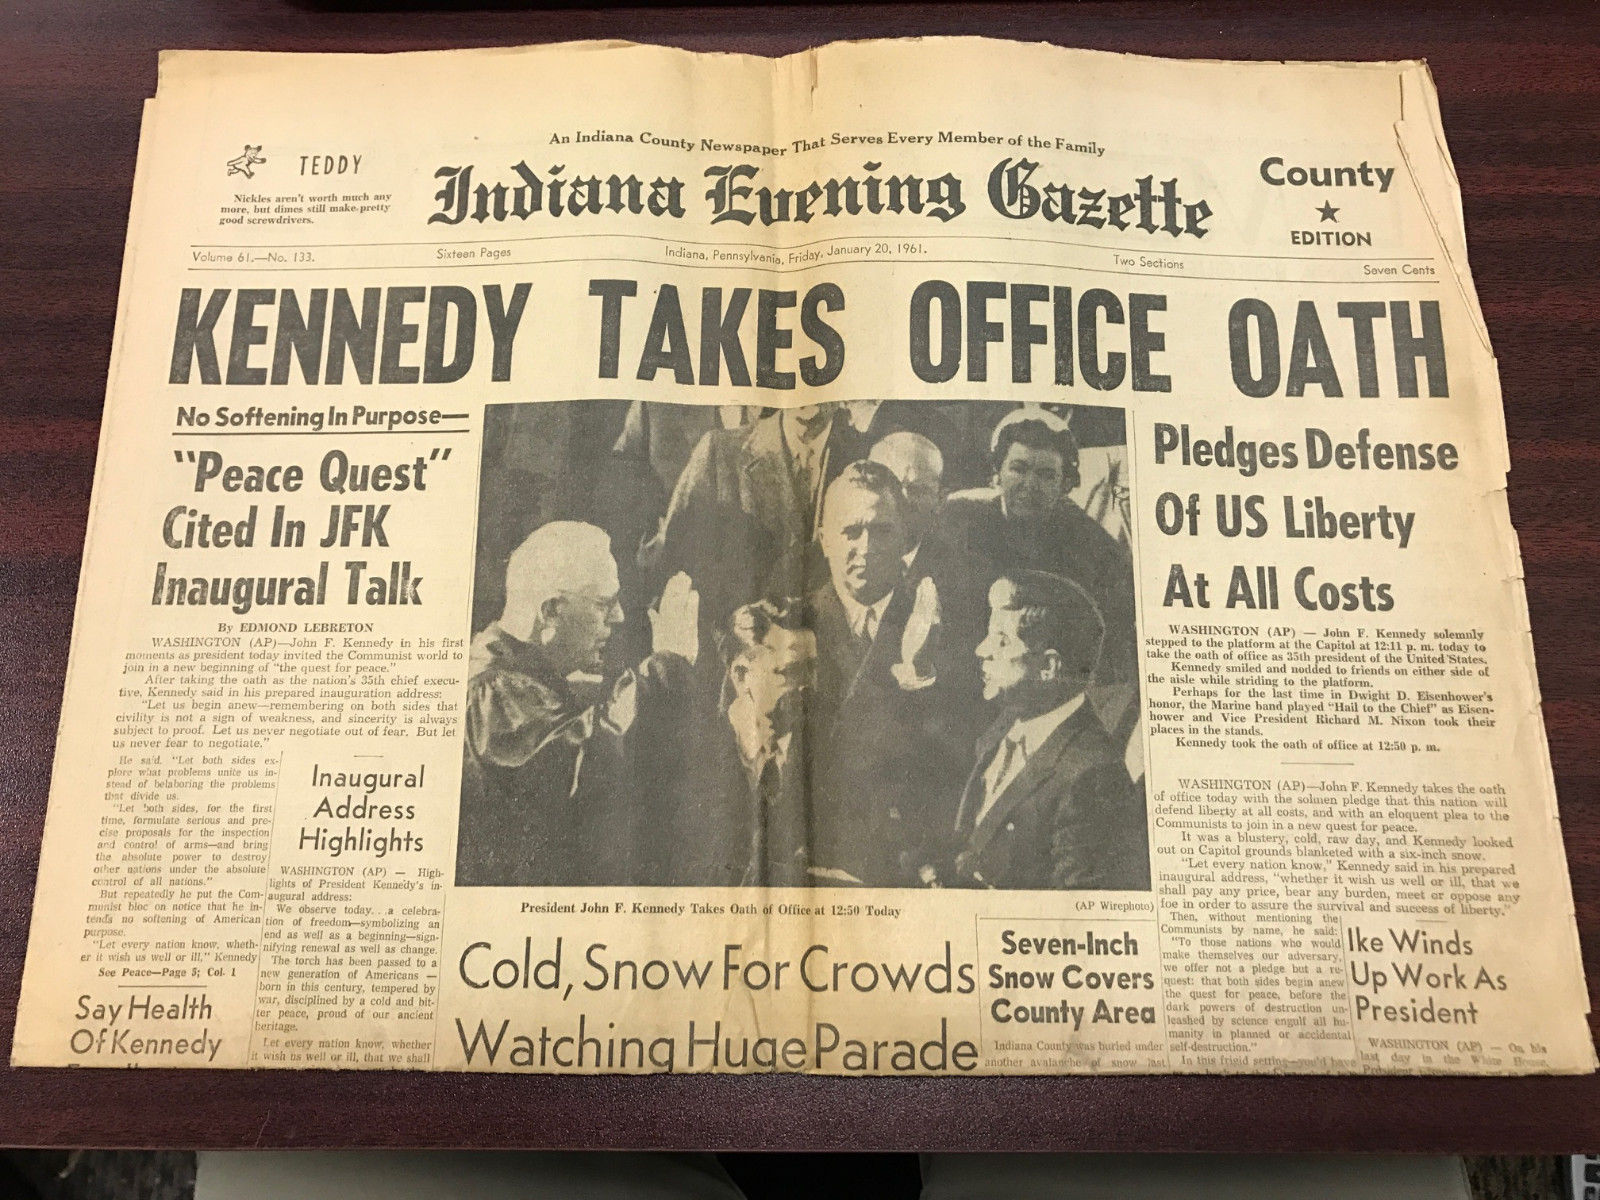 An Indiana County Newspaper That Serves Every Member of the Family
TEDDY
Nickles aren't worth much any
more, but dimes still make pretty
good screwdrivers.
Indiana Evening Gazette
County
EDITION
Volume 61.—No. 133.
Sixteen Pages
Indiana, Pennsylvania, Friday, January 20, 1961.
Two Sections
Seven Cents
KENNEDY TAKES OFFICE OATH
No Softening In Purpose—
"Peace Quest"
Cited In JFK
Inaugural Talk
By EDMOND LEBRETON
WASHINGTON (AP)—John F. Kennedy in his first
moments as president today invited the Communist world to
join in a new beginning of "the quest for peace."
After taking the oath as the nation's 35th chief execu-
tive, Kennedy said in his prepared inauguration address:
"Let us begin anew—remembering on both sides that
civility is not a sign of weakness, and sincerity is always
subject to proof. Let us never negotiate out of fear. But let
us never fear to negotiate."
He said. "Let both sides ex-
plore what problems unite us in-
stead of belaboring the problems
that divide us.
"Let both sides, for the first
time, formulate serious and pre-
cise proposals for the inspection
and control of arms—and bring
the absolute power to destroy
other nations under the absolute
control of all nations."
But repeatedly he put the Com-
munist bloc on notice that he in-
tends no softening of American
purpose.
"Let every nation know, wheth-
er it wish us well or ill," Kennedy
See Peace—Page 5; Col. 1
Say Health
Of Kennedy
Inaugural
Address
Highlights
WASHINGTON (AP) — High-
lights of President Kennedy's in-
augural address:
We observe today...a celebra-
tion of freedom—symbolizing an
end as well as a beginning—sign-
nifying renewal as well as change.
The torch has been passed to a
new generation of Americans —
born in this century, tempered by
war, disciplined by a cold and bit-
ter peace, proud of our ancient
heritage.
Let every nation know, whether
it wish us well or ill, that we shall
President John F. Kennedy Takes Oath of Office at 12:50 Today
(AP Wirephoto)
Cold, Snow For Crowds
Watching Huge Parade
Seven-Inch
Snow Covers
County Area
Indiana County was buried under
another avalanche of snow last
Pledges Defense
Of US Liberty
At All Costs
WASHINGTON (AP) — John F. Kennedy solemnly
stepped to the platform at the Capitol at 12:11 p. m. today to
take the oath of office as 35th president of the United States.
Kennedy smiled and nodded to friends on either side of
the aisle while striding to the platform.
Perhaps for the last time in Dwight D. Eisenhower's
honor, the Marine band played "Hail to the Chief" as Eisen-
hower and Vice President Richard M. Nixon took their
places in the stands.
Kennedy took the oath of office at 12:50 p. m.
WASHINGTON (AP)—John F. Kennedy takes the oath
of office today with the solmen pledge that this nation will
defend liberty at all costs, and with an eloquent plea to the
Communists to join in a new quest for peace.
It was a blustery, cold, raw day, and Kennedy looked
out on Capitol grounds blanketed with a six-inch snow.
"Let every nation know," Kennedy said in his prepared
inaugural address, "whether it wish us well or ill, that we
shall pay any price, bear any burden, meet or oppose any
foe in order to assure the survival and success of liberty."
Then, without mentioning the
Communists by name, he said:
"To those nations who would
make themselves our adversary,
we offer not a pledge but a re-
quest: that both sides begin anew
the quest for peace, before the
dark powers of destruction un-
leashed by science engulf all hu-
manity in planned or accidental
self-destruction."
In this frigid setting
Ike Winds
Up Work As
President
WASHINGTON (AP) — On his
last day in the White House,